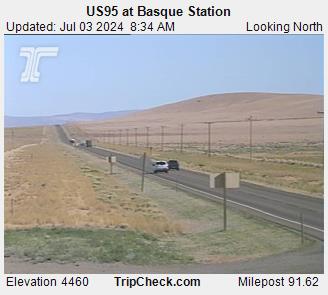 US95 at Basque Station
Updated: Jul 03 2024 8:34 AM Looking North
Elevation 4460 TripCheck.com Milepost 91.62